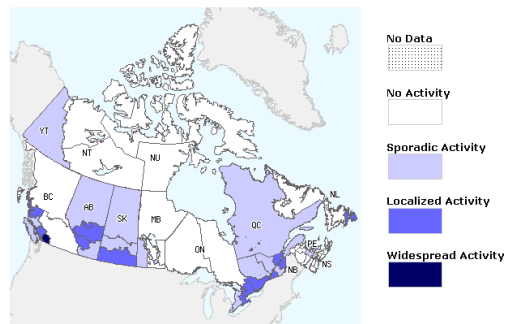 No Data
No Activity
Sporadic Activity
Localized Activity
Widespread Activity
YT
NT
NU
BC
AB
SK
MB
ON
QC
NL
PE
NB
NS